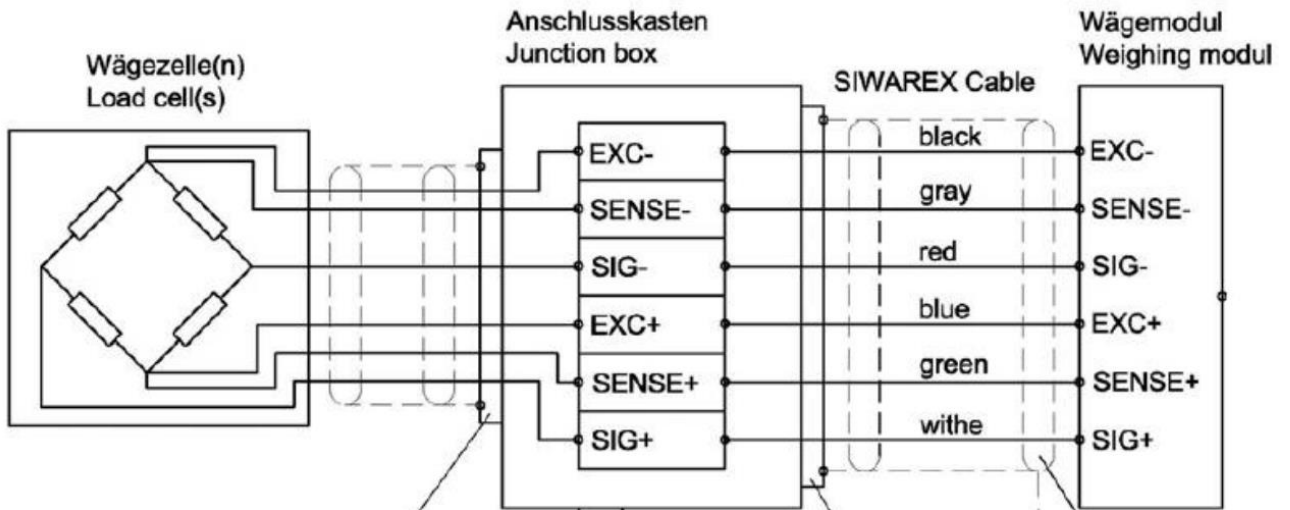 Anschlusskasten
Junction box
Wägemodul
Weighing modul
Wägezelle(n)
Load cell(s)
SIWAREX Cable
EXC-
black
EXC-
SENSE-
gray
SENSE-
SIG-
red
SIG-
EXC+
blue
EXC+
SENSE+
green
SENSE+
SIG+
withe
SIG+